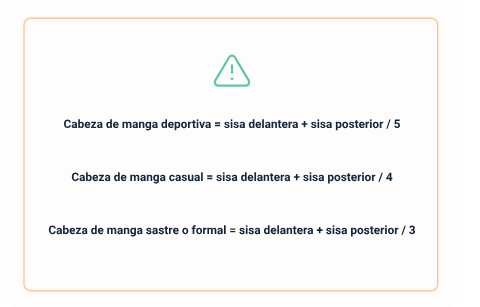 Cabeza de manga deportiva = sisa delantera + sisa posterior / 5
Cabeza de manga casual = sisa delantera + sisa posterior / 4
Cabeza de manga sastre o formal = sisa delantera + sisa posterior / 3